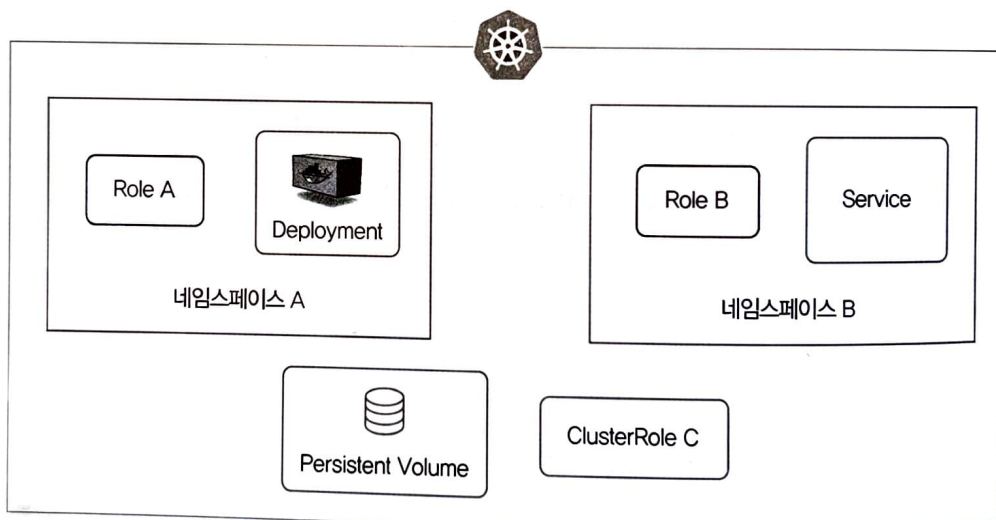 Role A
Deployment
네임스페이스 A
Role B
Service
네임스페이스 B
Persistent Volume
ClusterRole C